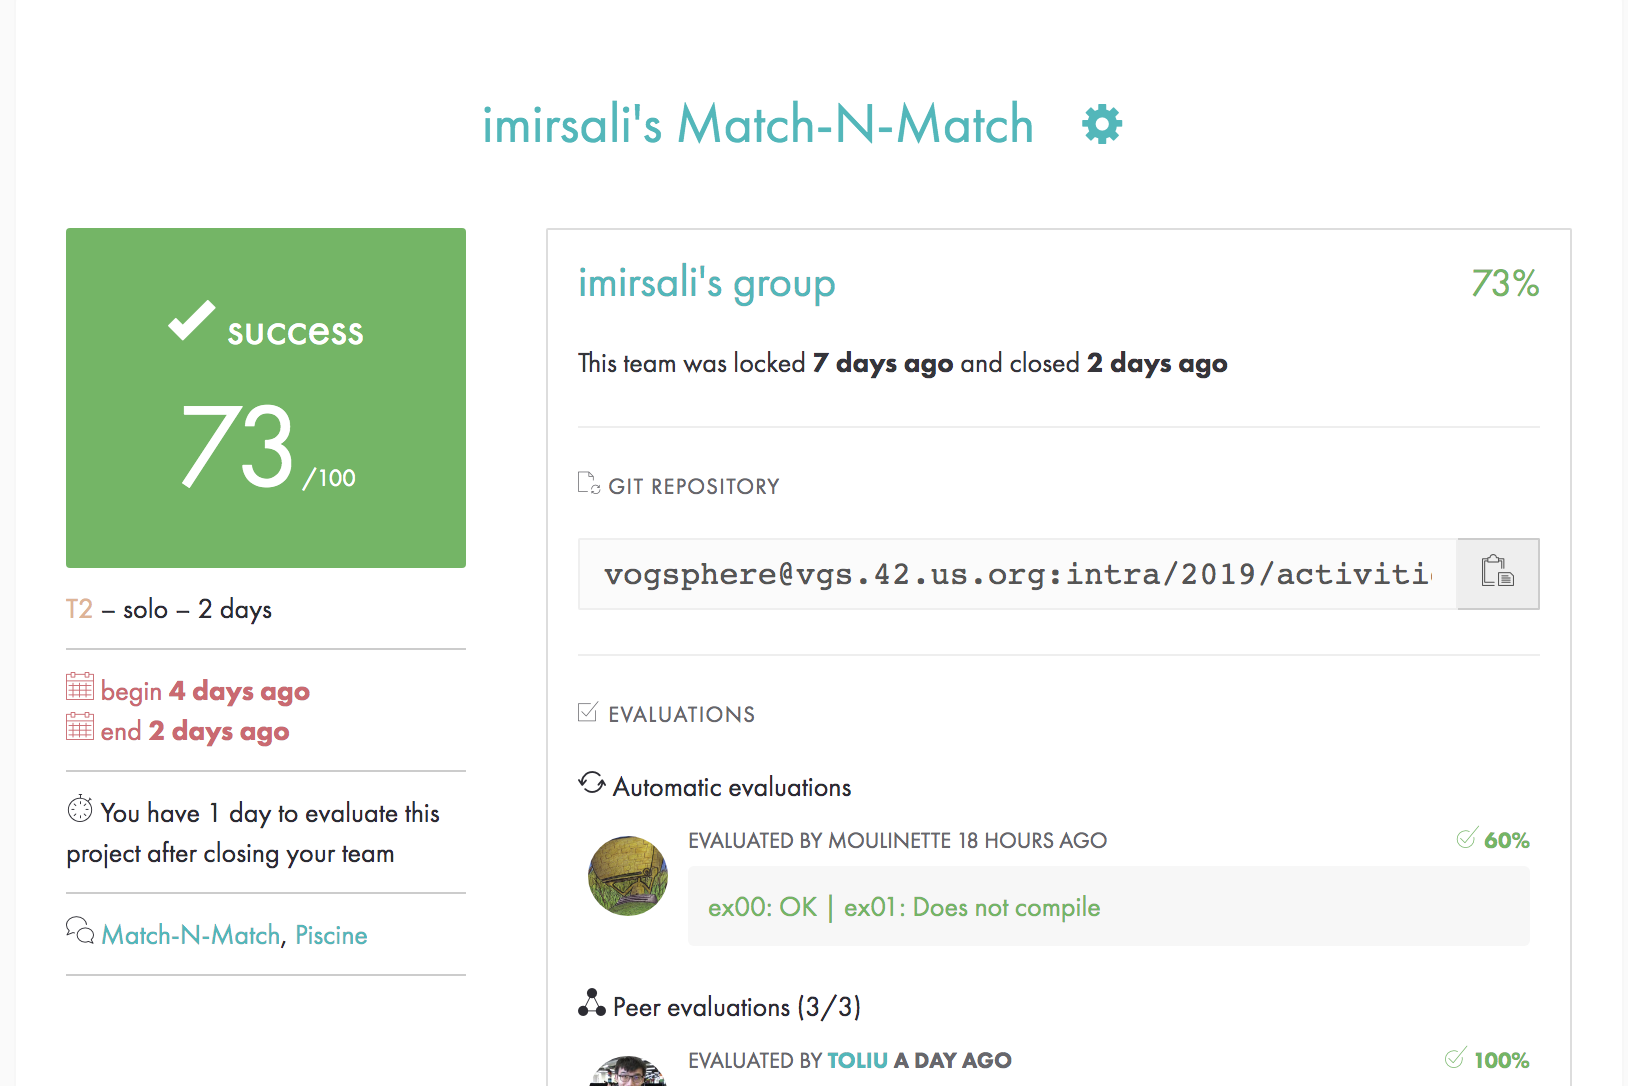 imirsali's Match-N-Match
success
73 /100
T2 – solo – 2 days
begin 4 days ago
end 2 days ago
You have 1 day to evaluate this
project after closing your team
Match-N-Match, Piscine
imirsali's group 73%
This team was locked 7 days ago and closed 2 days ago
GIT REPOSITORY
vogsphere@vgs.42.us.org:intra/2019/activiti
EVALUATIONS
Automatic evaluations
EVALUATED BY MOULINETTE 18 HOURS AGO 60%
ex00: OK | ex01: Does not compile
Peer evaluations (3/3)
EVALUATED BY TOLIU A DAY AGO 100%